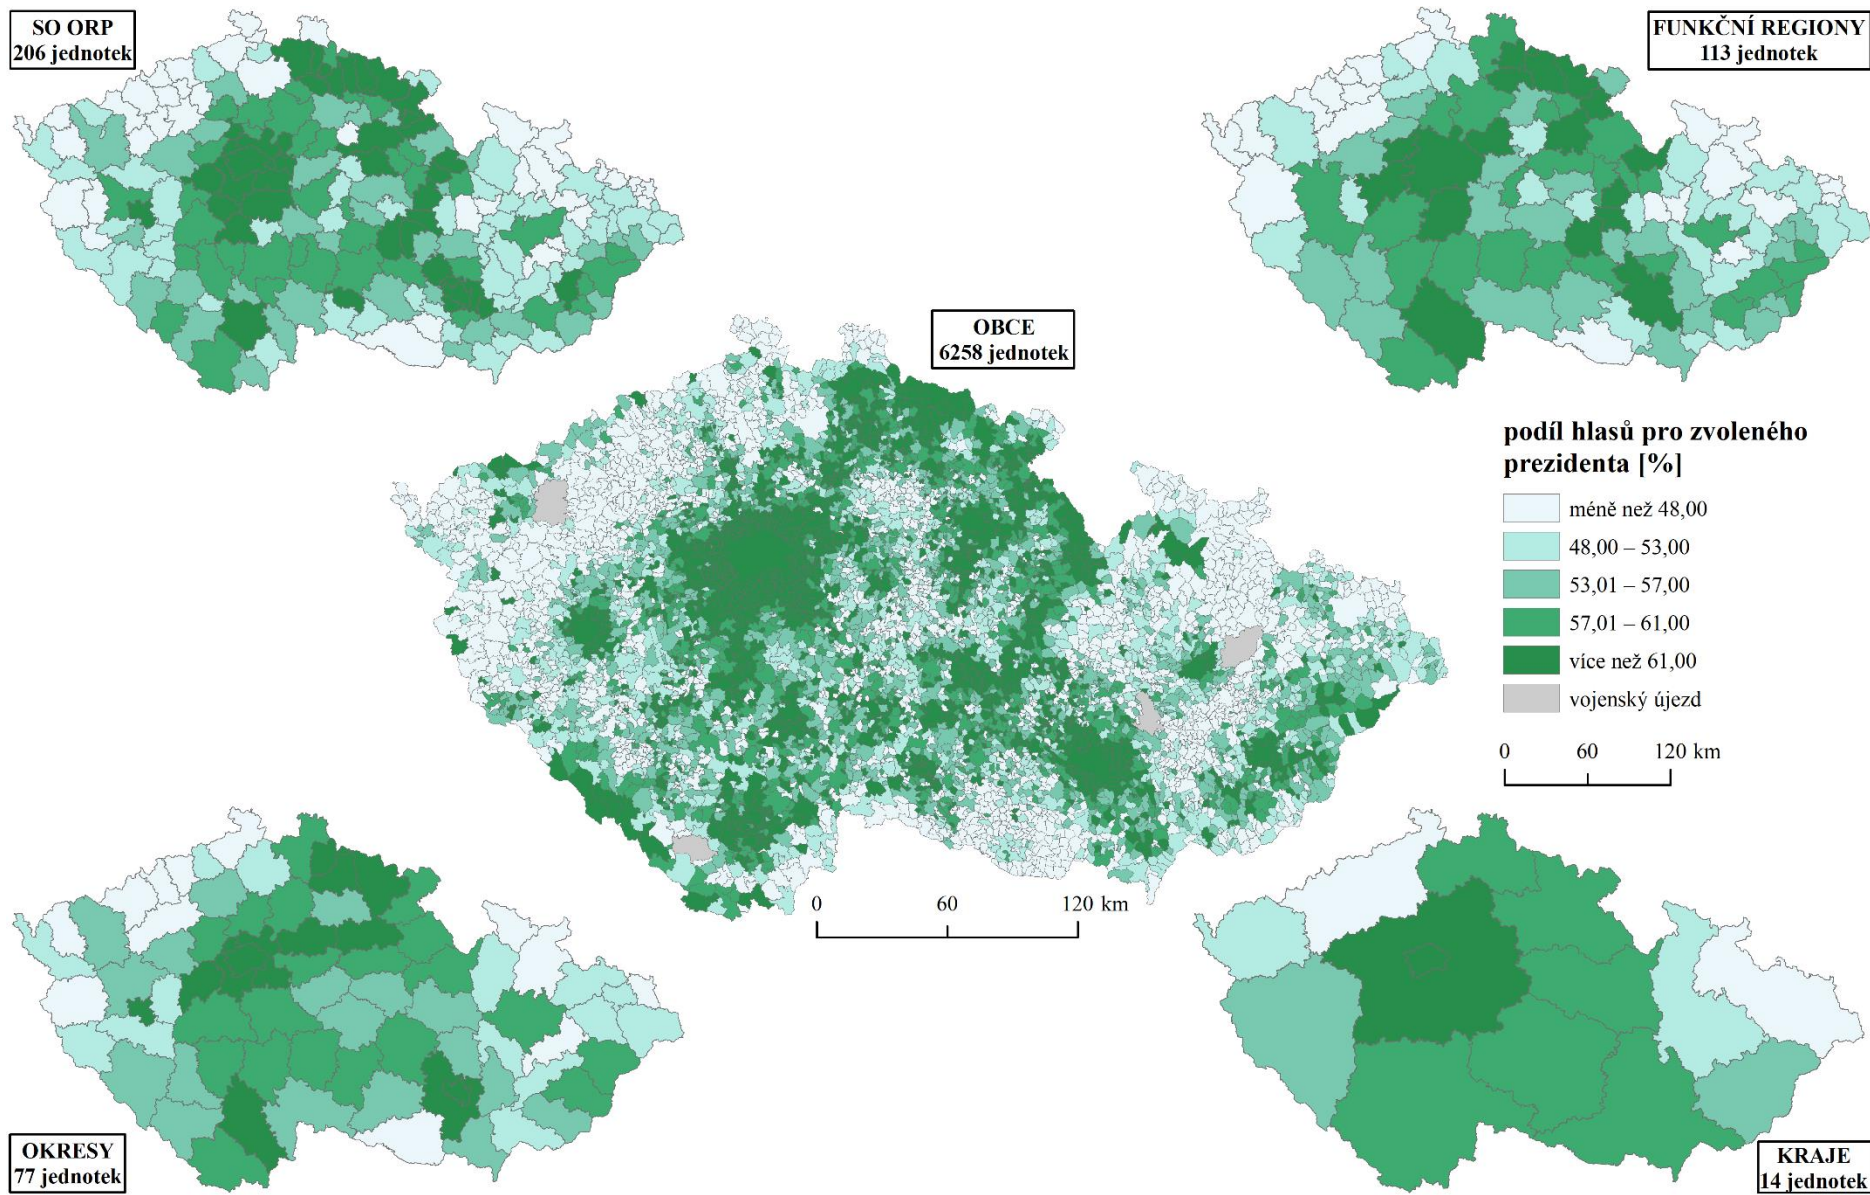 SO ORP
206 jednotek
FUNKČNÍ REGIONY
113 jednotek
OBCE
6258 jednotek
podíl hlasů pro zvoleného
prezidenta [%]
méně než 48,00
48,00 – 53,00
53,01 – 57,00
57,01 – 61,00
více než 61,00
vojenský újezd
0 60 120 km
0 60 120 km
OKRESY
77 jednotek
KRAJE
14 jednotek